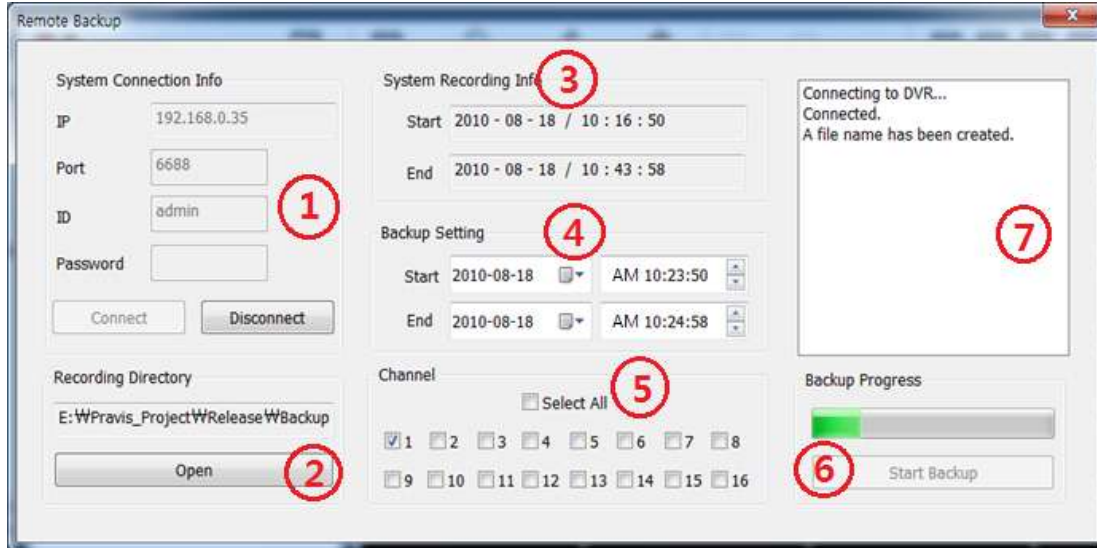 Remote Backup
System Connection Info
IP 192.168.0.35
Port 6688
ID admin
Password
Connect Disconnect
1
Recording Directory
E:₩Pravis_Project₩Release₩Backup
Open
2
System Recording Info
3
Start 2010 - 08 - 18 / 10 : 16 : 50
End 2010 - 08 - 18 / 10 : 43 : 58
Backup Setting
4
Start 2010-08-18 AM 10:23:50
End 2010-08-18 AM 10:24:58
Channel
5
Select All
1 2 3 4 5 6 7 8
9 10 11 12 13 14 15 16
Connecting to DVR...
Connected.
A file name has been created.
7
Backup Progress
6
Start Backup